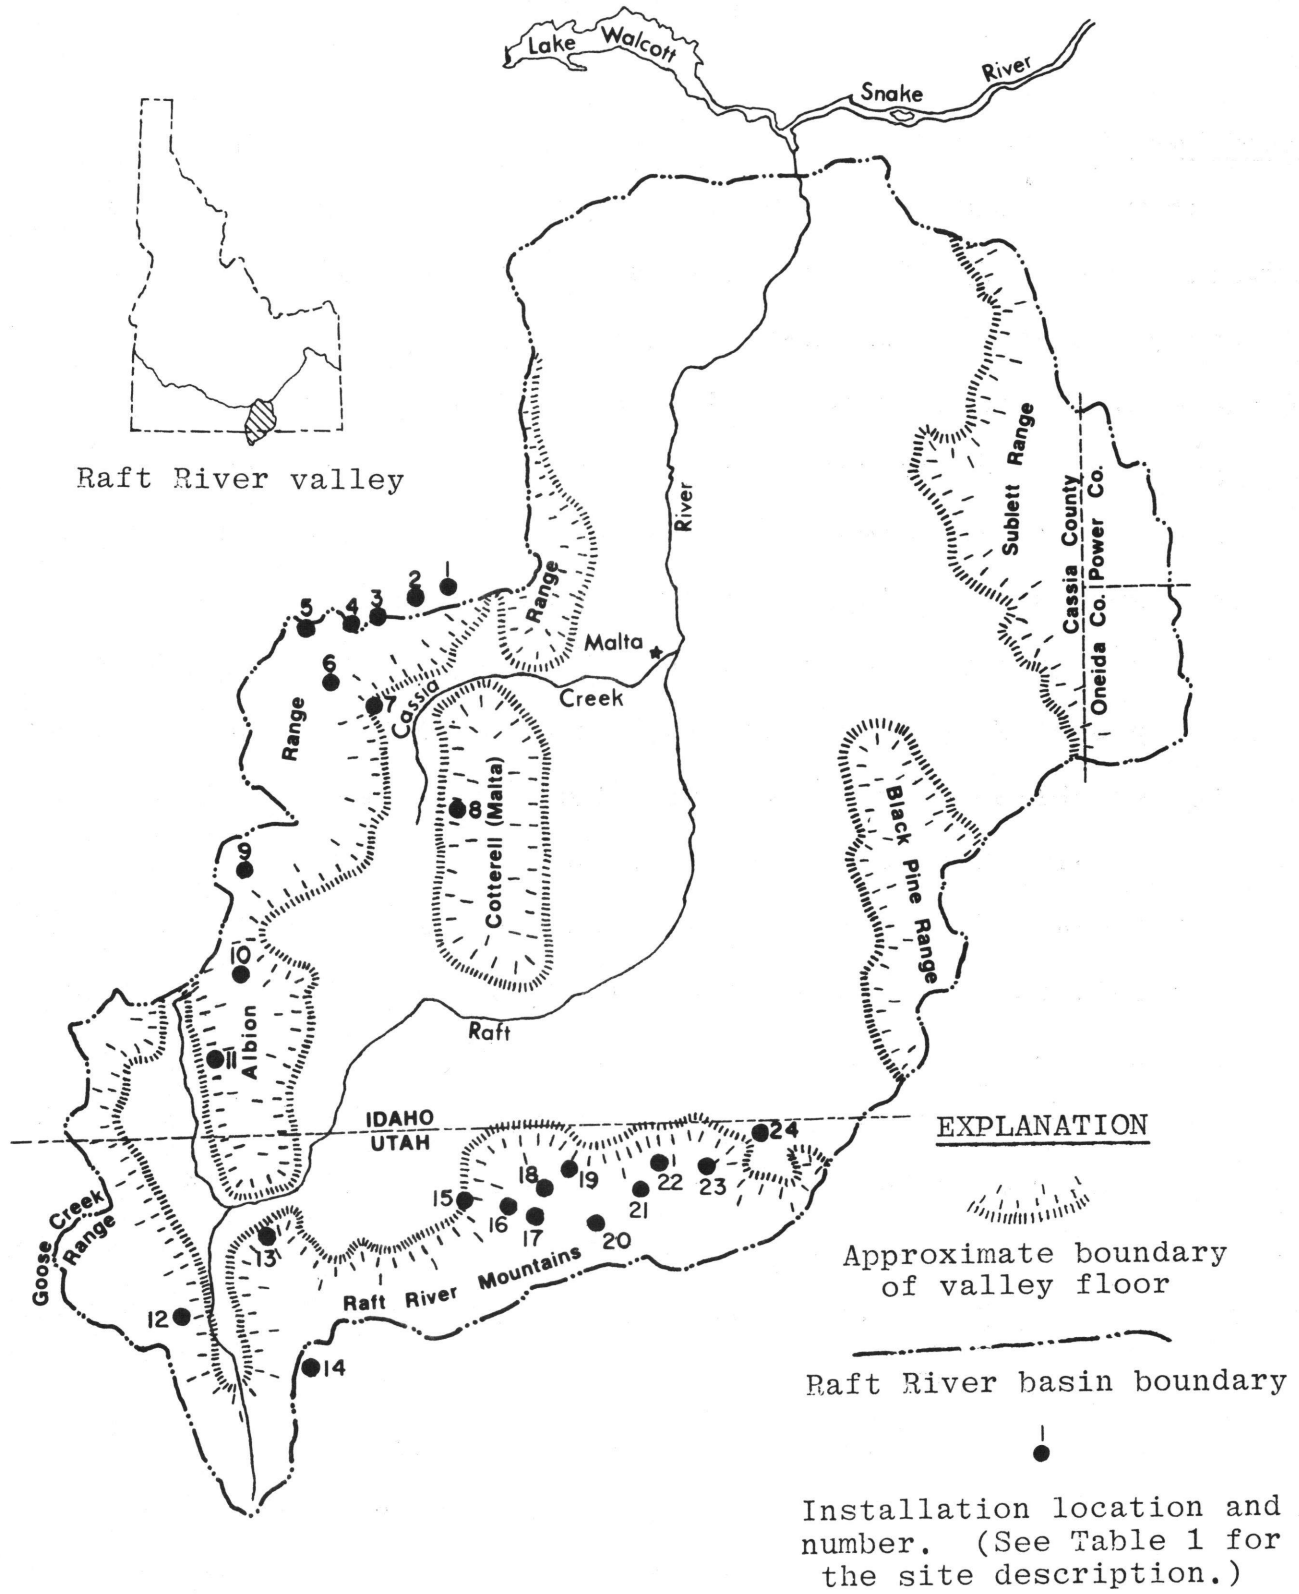 Lake Walcott
Snake River
Raft River valley
Sublett Range
Cassia County
Oneida Co. Power Co.
River
Range
1
2
3
4
5
6
7
Malta
Cassia Creek
Range
8
Cotterell (Malta)
Black Pine Range
9
10
11
Albion
Raft
IDAHO
UTAH
EXPLANATION
24
23
22
21
20
19
18
17
16
15
Goose Creek
Range
13
12
14
Raft River Mountains
Approximate boundary
of valley floor
Raft River basin boundary
1
Installation location and
number. (See Table 1 for
the site description.)